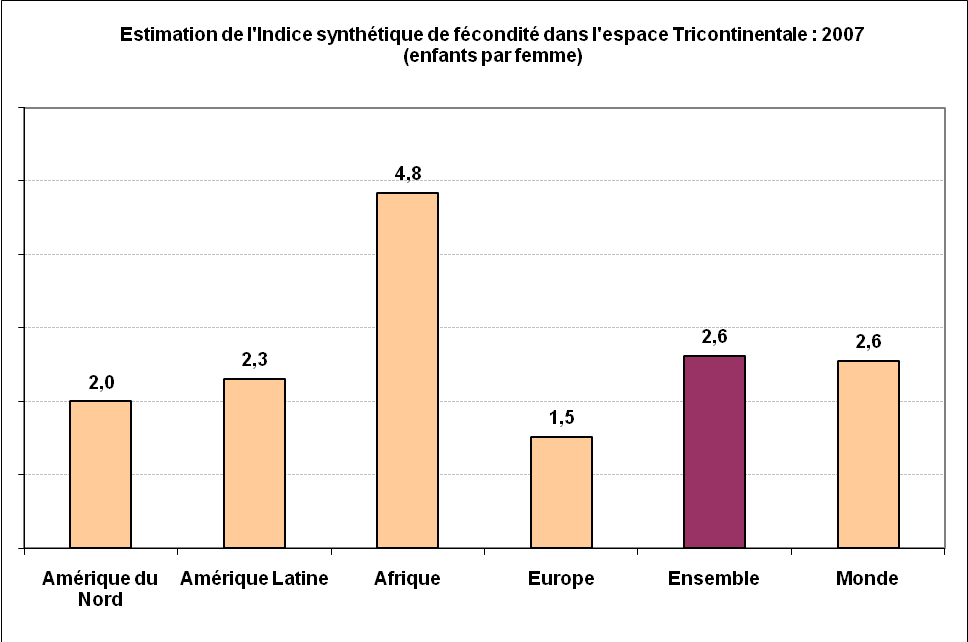 Estimation de l'Indice synthétique de fécondité dans l'espace Tricontinentale : 2007
(enfants par femme)
4,8
2,6
2,6
2,3
2,0
1,5
Amérique du Nord
Amérique Latine
Afrique
Europe
Ensemble
Monde